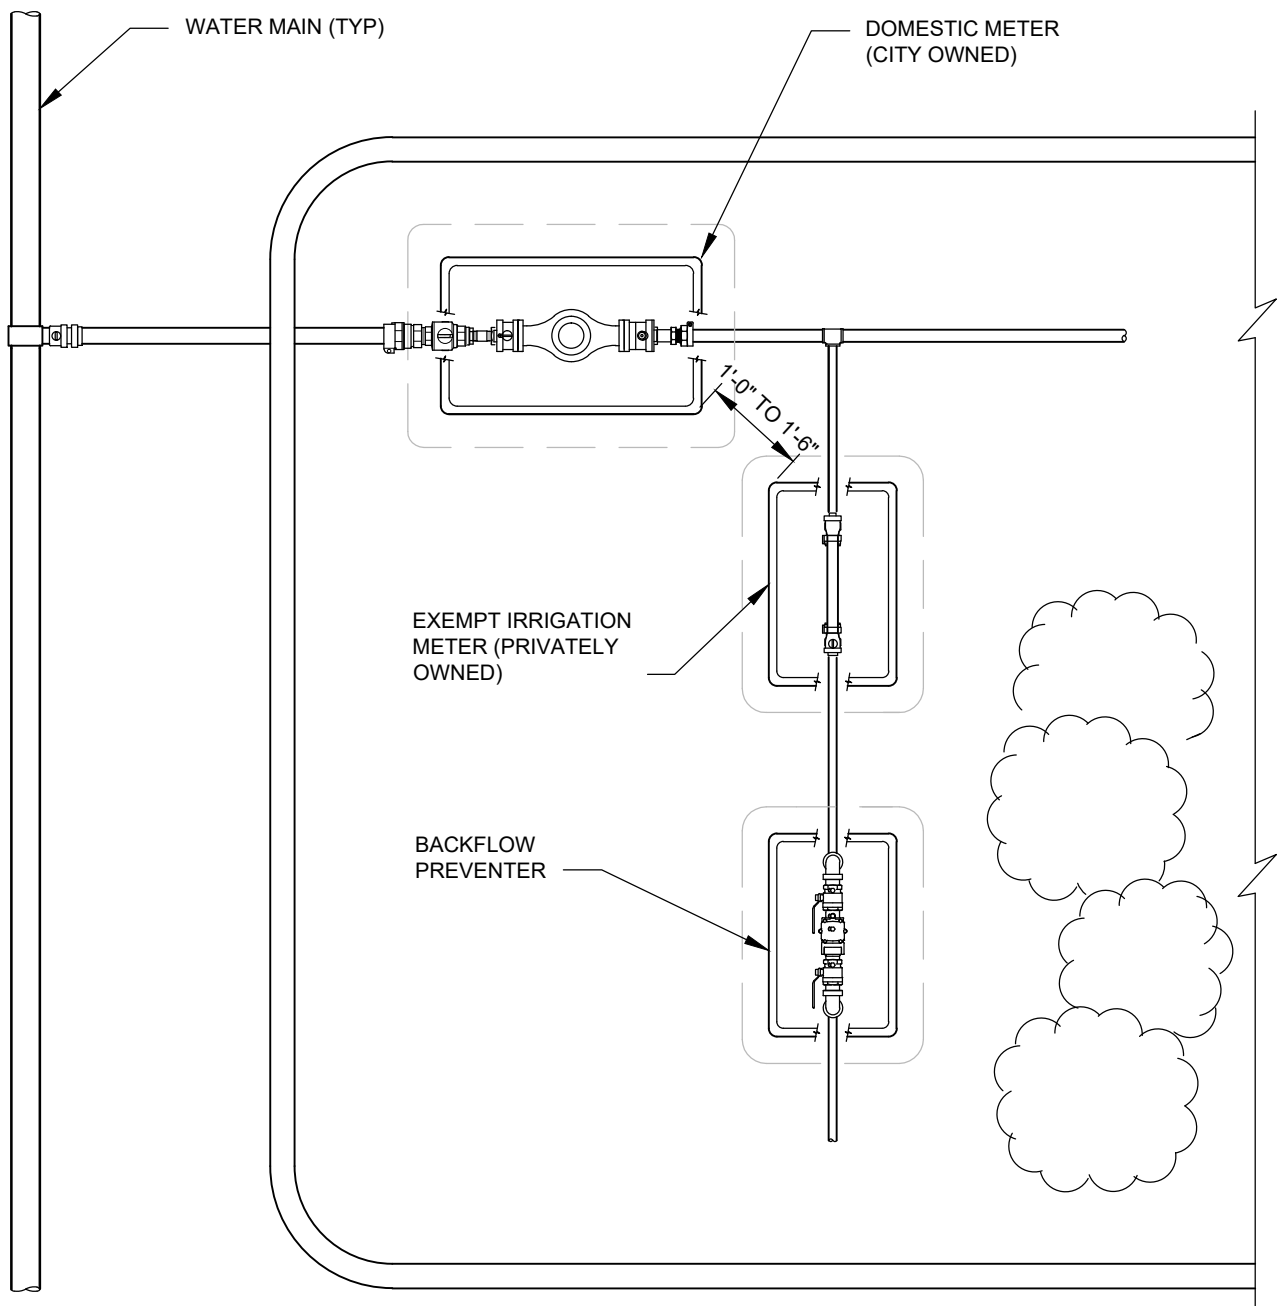 WATER MAIN (TYP)
DOMESTIC METER
(CITY OWNED)
1'-0" TO 1'-6"
EXEMPT IRRIGATION
METER (PRIVATELY
OWNED)
BACKFLOW
PREVENTER